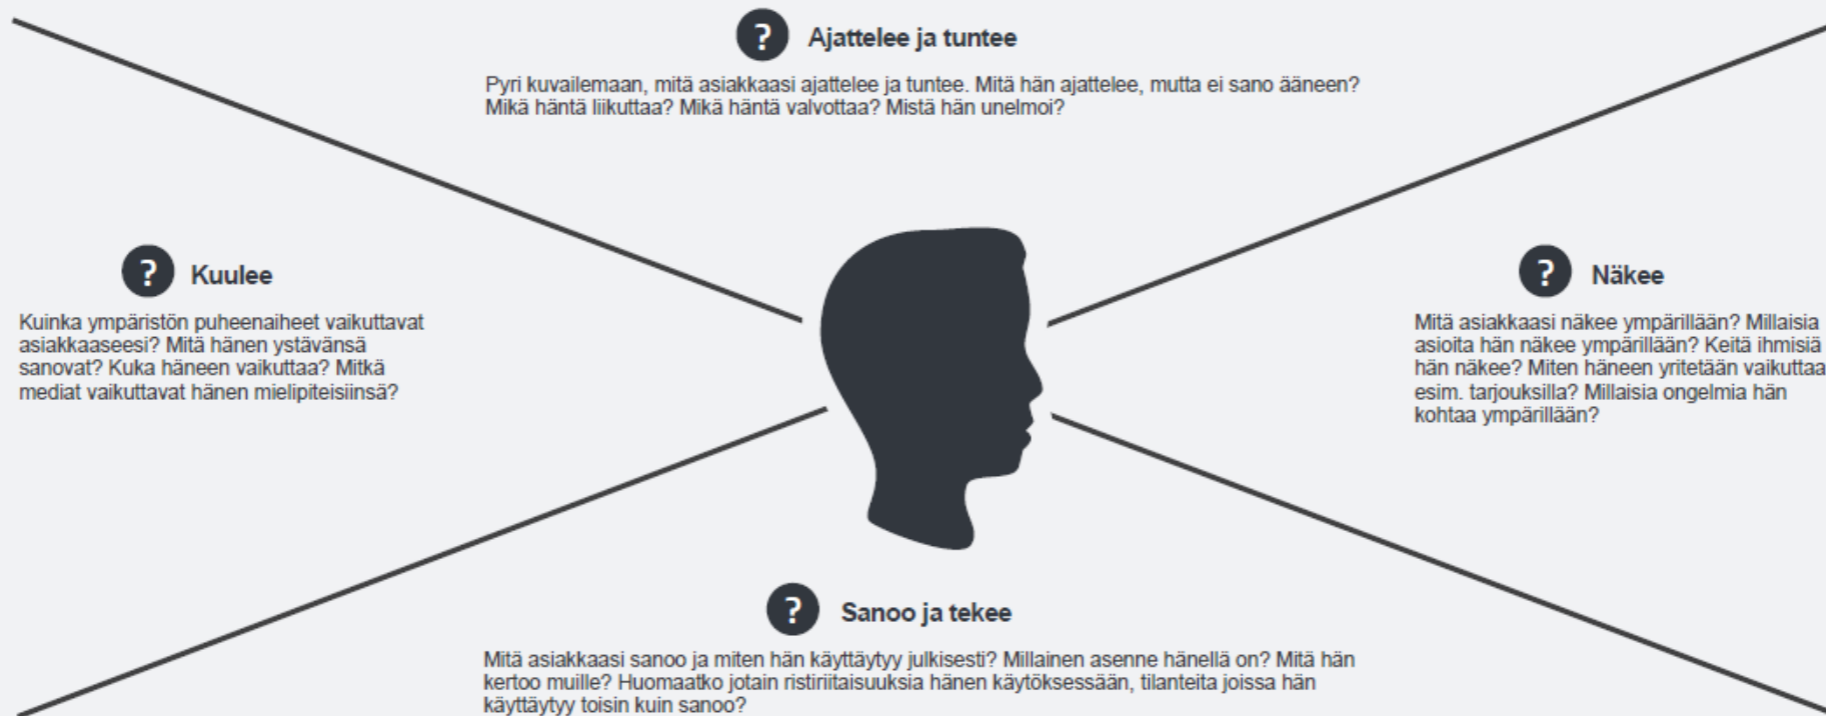 ? Ajattelee ja tuntee
Pyri kuvailemaan, mitä asiakkaasi ajattelee ja tuntee. Mitä hän ajattelee, mutta ei sano ääneen?
Mikä häntä liikuttaa? Mikä häntä valvottaa? Mistä hän unelmoi?
? Kuulee
Kuinka ympäristön puheenaiheet vaikuttavat
asiakkaaseesi? Mitä hänen ystävänsä
sanovat? Kuka häneen vaikuttaa? Mitkä
mediat vaikuttavat hänen mielipiteisiinsä?
? Näkee
Mitä asiakkaasi näkee ympärillään? Millaisia
asioita hän näkee ympärillään? Keitä ihmisiä
hän näkee? Miten häneen yritetään vaikuttaa
esim. tarjouksilla? Millaisia ongelmia hän
kohtaa ympärillään?
? Sanoo ja tekee
Mitä asiakkaasi sanoo ja miten hän käyttäytyy julkisesti? Millainen asenne hänellä on? Mitä hän
kertoo muille? Huomaatko jotain ristiriitaisuuksia hänen käytöksessään, tilanteita joissa hän
käyttäytyy toisin kuin sanoo?